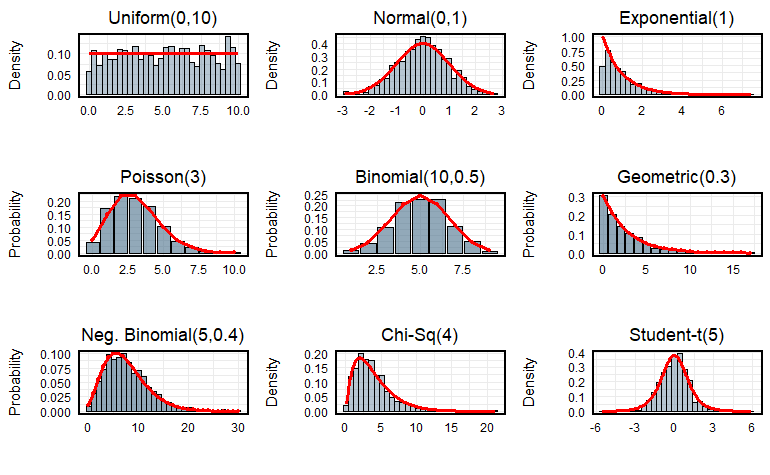 Uniform(0,10)
Density
0.10
0.05
0.00
0.0 2.5 5.0 7.5 10.0
Normal(0,1)
Density
0.4
0.3
0.2
0.1
0.0
-3 -2 -1 0 1 2 3
Exponential(1)
Density
1.00
0.75
0.50
0.25
0.00
0 2 4 6
Poisson(3)
Probability
0.20
0.15
0.10
0.05
0.00
0.0 2.5 5.0 7.5 10.0
Binomial(10,0.5)
Probability
0.25
0.20
0.15
0.10
0.05
0.00
2.5 5.0 7.5
Geometric(0.3)
Probability
0.3
0.2
0.1
0.0
0 5 10 15
Neg. Binomial(5,0.4)
Probability
0.100
0.075
0.050
0.025
0.000
0 10 20 30
Chi-Sq(4)
Density
0.20
0.15
0.10
0.05
0.00
0 5 10 15 20
Student-t(5)
Density
0.4
0.3
0.2
0.1
0.0
-6 -3 0 3 6